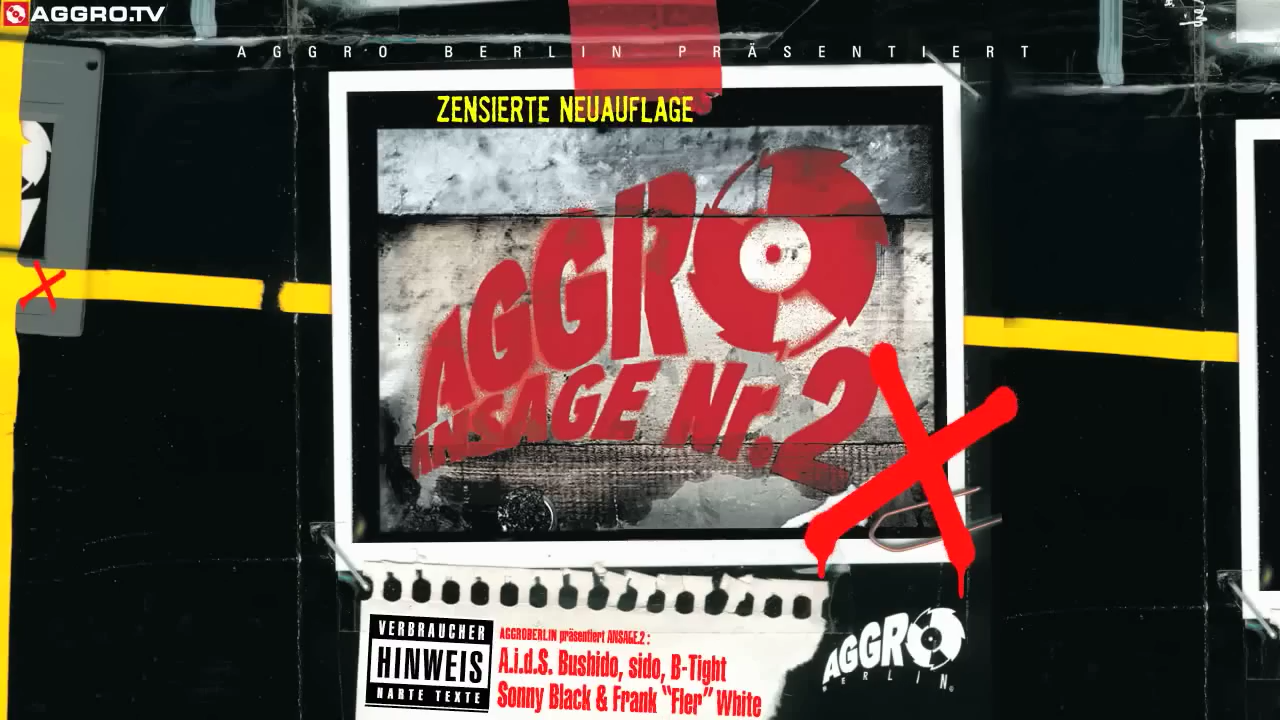 AGGRO.TV
AGGRO BERLIN PRÄSENTIERT
ZENSIERTE NEUAUFLAGE
AGGRO
ANSAGE Nr. 2
VERBRAUCHER
HINWEIS
HARTE TEXTE
AGGROBERLIN präsentiert ANSAGE.2 :
A.i.d.S. Bushido, sido, B-Tight
Sonny Black & Frank "Fler" White
AGGRO
BERLIN